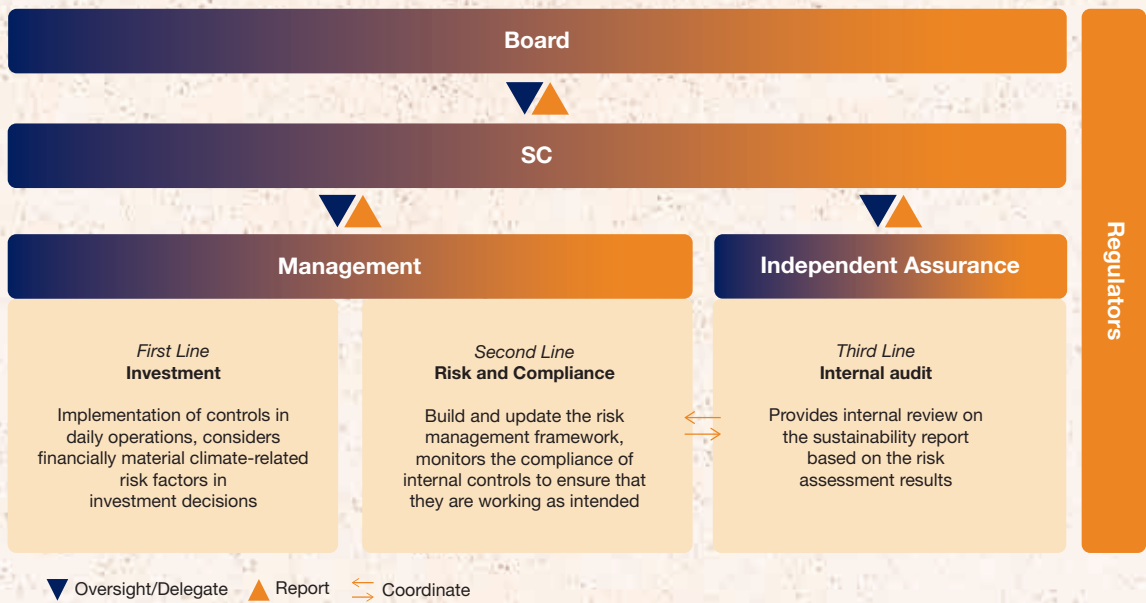 Board
SC
Management
Independent Assurance
Regulators
First Line
Investment
Implementation of controls in
daily operations, considers
financially material climate-related
risk factors in
investment decisions
Second Line
Risk and Compliance
Build and update the risk
management framework,
monitors the compliance of
internal controls to ensure that
they are working as intended
Third Line
Internal audit
Provides internal review on
the sustainability report
based on the risk
assessment results
Oversight/Delegate
Report
Coordinate